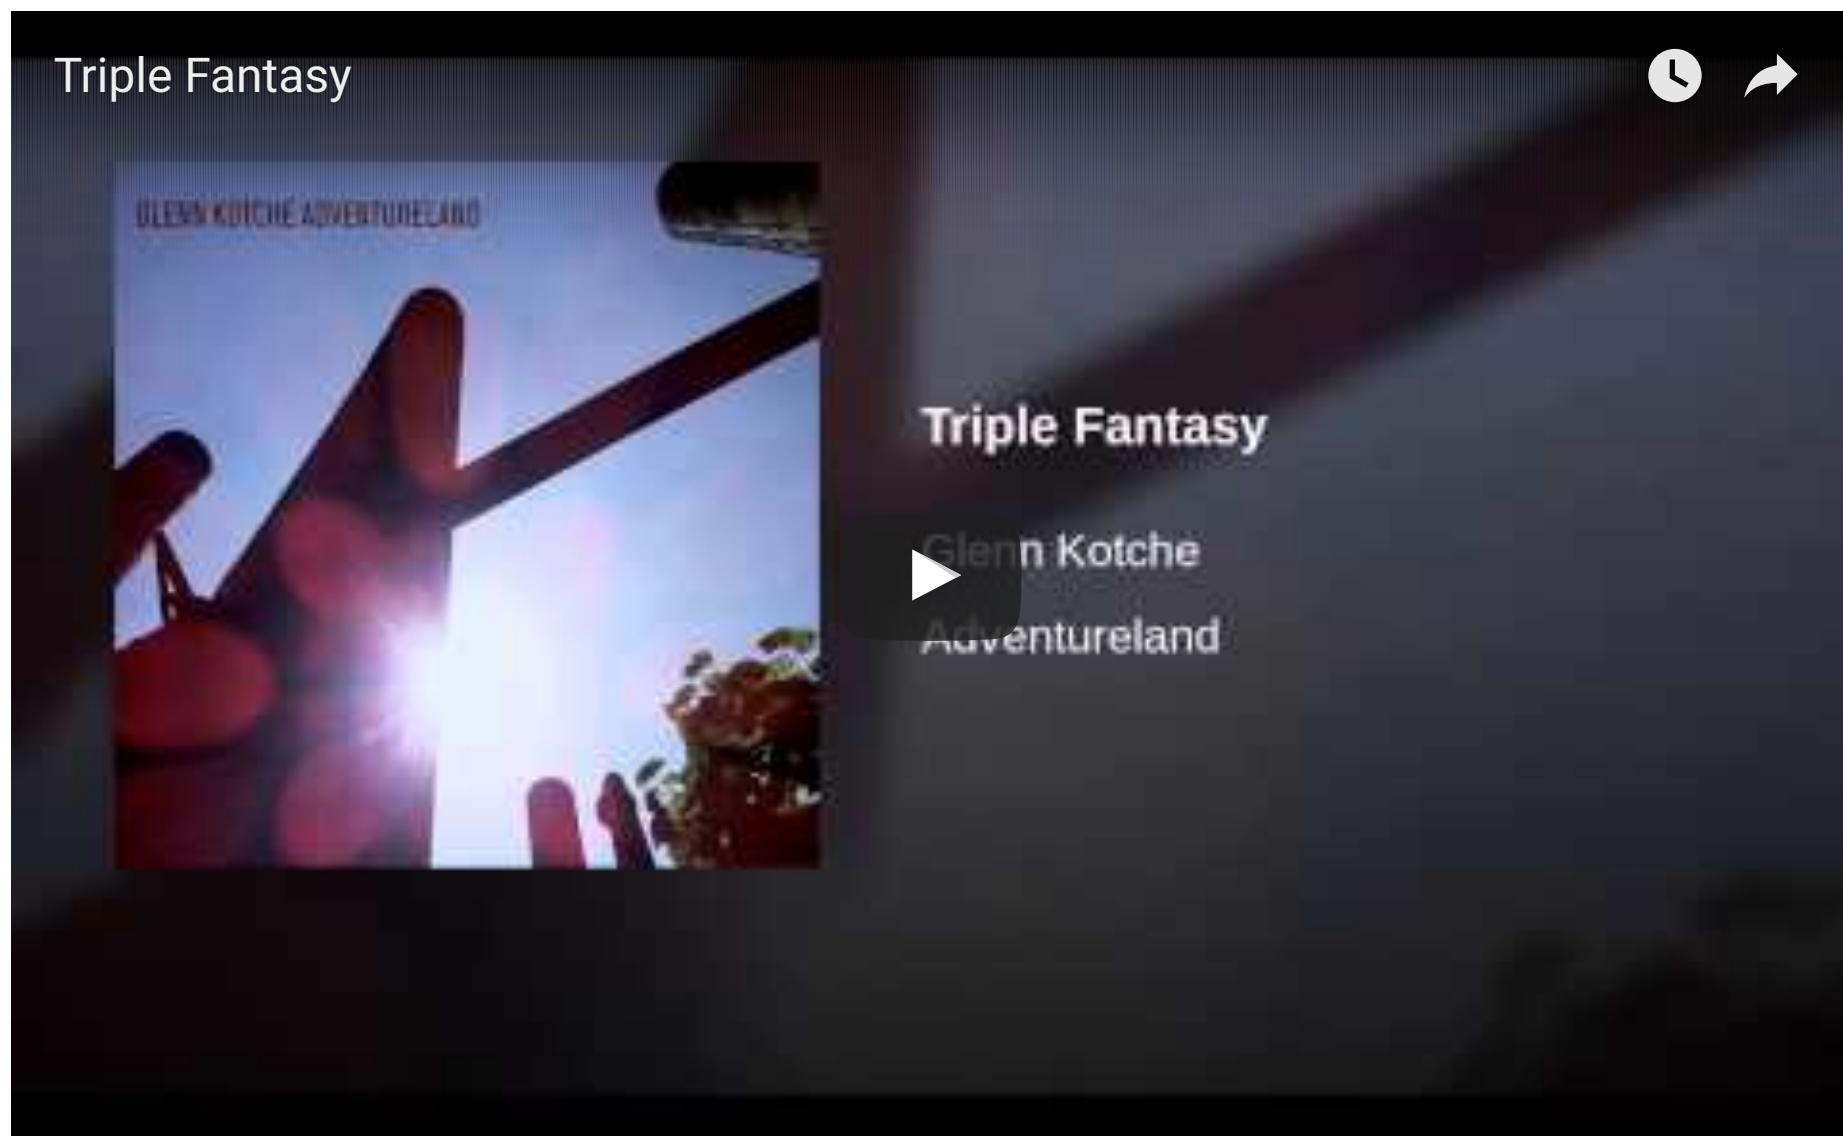 Triple Fantasy
GLENN KOTCHE ADVENTURELAND
Triple Fantasy
Glenn Kotche
Adventureland